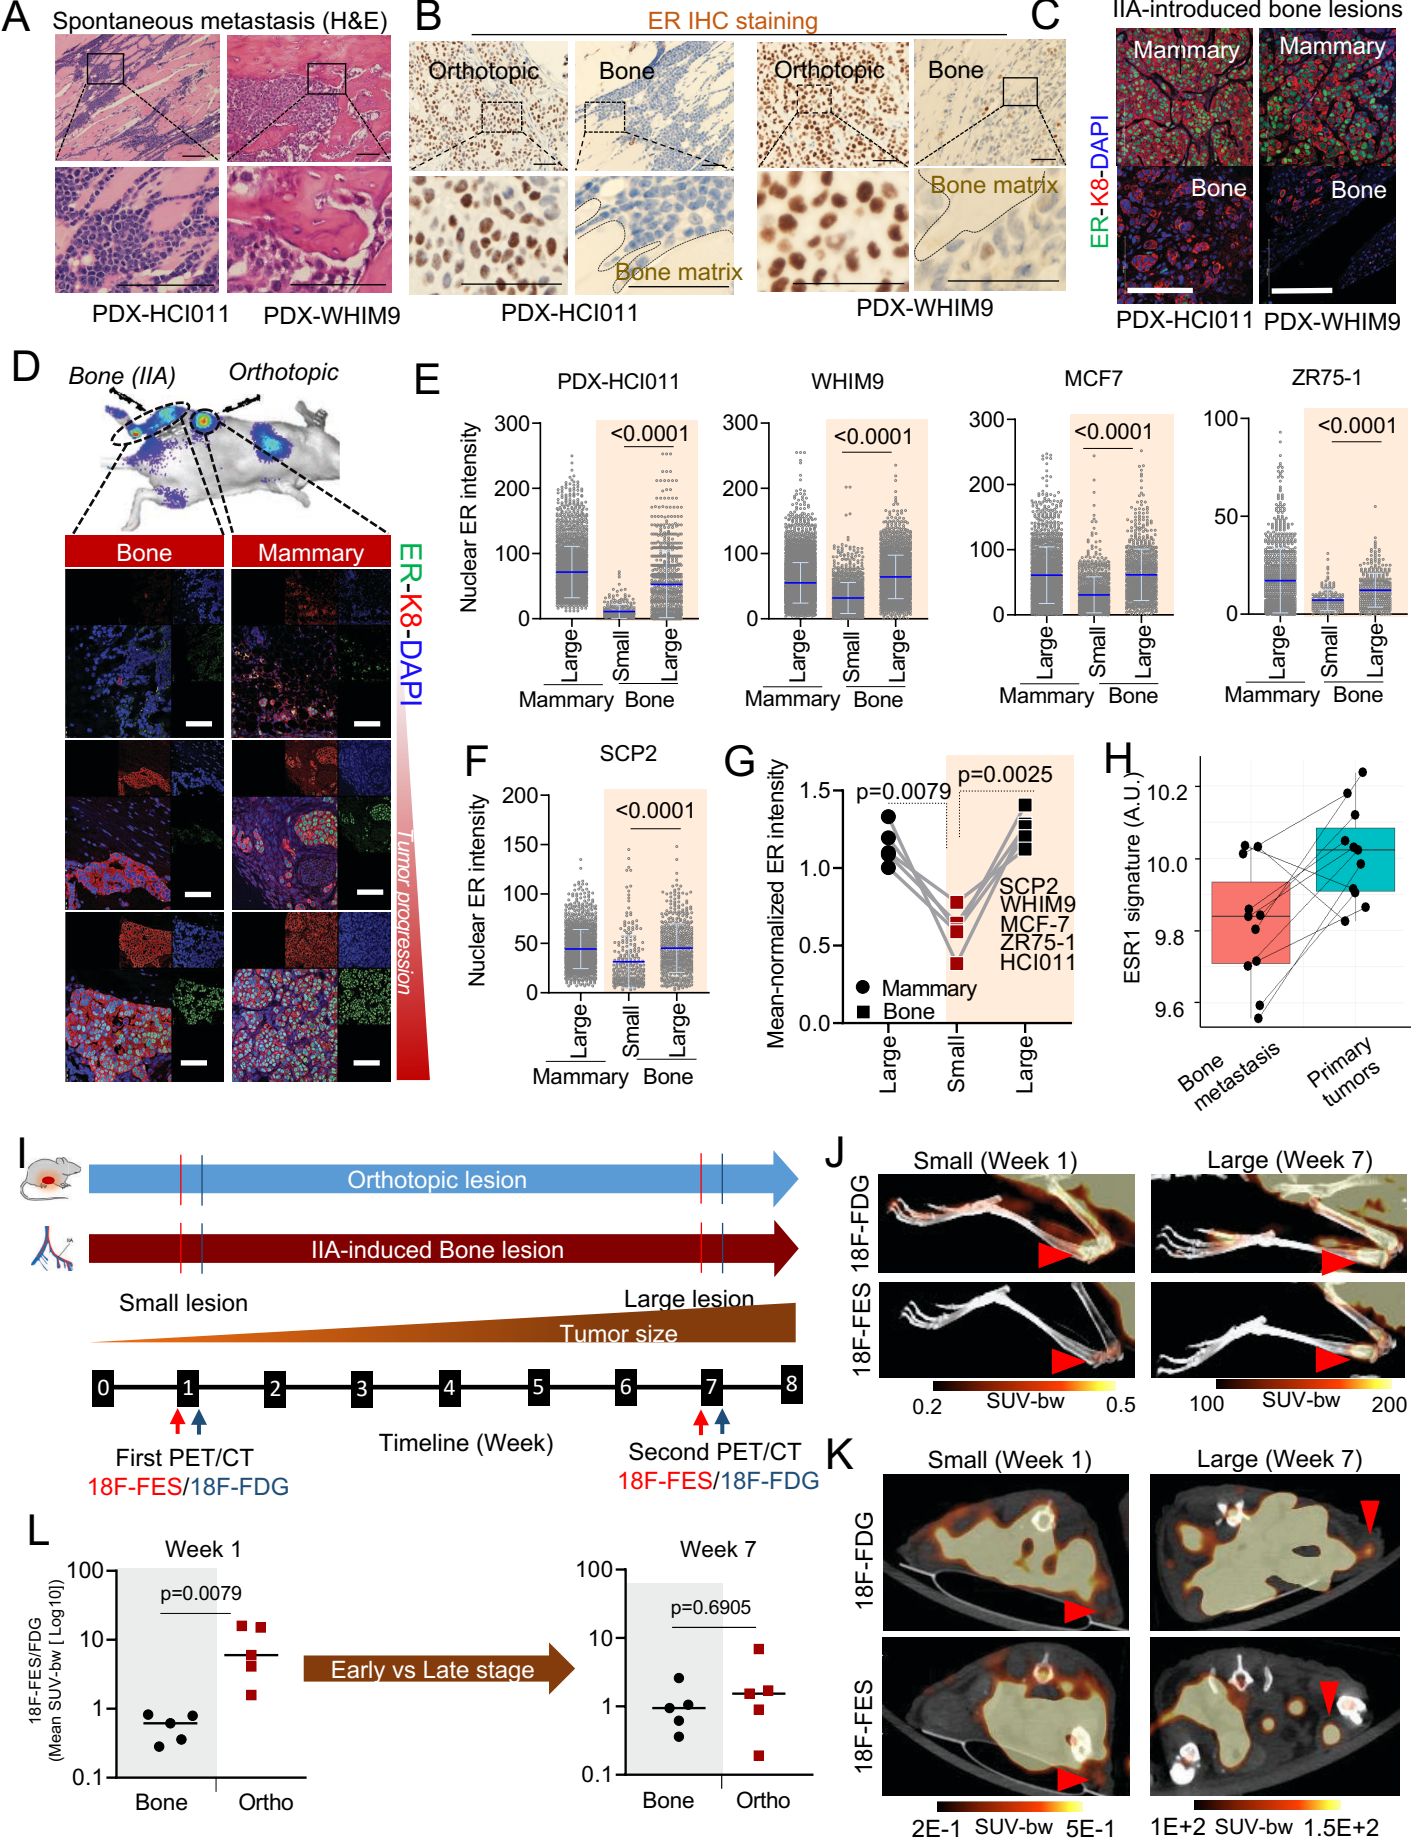 A
Spontaneous metastasis (H&E)
PDX-HCI011
PDX-WHIM9
B
ER IHC staining
Orthotopic
Bone
Orthotopic
Bone
Bone matrix
Bone matrix
PDX-HCI011
PDX-WHIM9
C
IIA-introduced bone lesions
ER-K8-DAPI
Mammary
Mammary
Bone
Bone
PDX-HCI011
PDX-WHIM9
D
Bone (IIA)
Orthotopic
Bone
Mammary
ER-K8-DAPI
Tumor progression
E
PDX-HCI011
Nuclear ER intensity
300
200
100
0
<0.0001
Large
Small
Large
Mammary
Bone
WHIM9
300
200
100
0
<0.0001
Large
Small
Large
Mammary
Bone
MCF7
300
200
100
0
<0.0001
Large
Small
Large
Mammary
Bone
ZR75-1
100
50
0
<0.0001
Large
Small
Large
Mammary
Bone
F
SCP2
Nuclear ER intensity
200
150
100
50
0
<0.0001
Large
Small
Large
Mammary
Bone
G
Mean-normalized ER intensity
1.5
1.0
0.5
0.0
p=0.0079
p=0.0025
SCP2
WHIM9
MCF-7
ZR75-1
HCI011
Mammary
Bone
Large
Small
Large
H
ESR1 signature (A.U.)
10.2
10.0
9.8
9.6
Bone
metastasis
Primary
tumors
I
Orthotopic lesion
IIA
IIA-induced Bone lesion
Small lesion
Large lesion
Tumor size
0
1
2
3
4
5
6
7
8
Timeline (Week)
First PET/CT
18F-FES/18F-FDG
Second PET/CT
18F-FES/18F-FDG
J
Small (Week 1)
Large (Week 7)
18F-FDG
18F-FES
0.2
SUV-bw
0.5
100
SUV-bw
200
K
Small (Week 1)
Large (Week 7)
18F-FDG
18F-FES
2E-1
SUV-bw
5E-1
1E+2
SUV-bw
1.5E+2
L
18F-FES/FDG
(Mean SUV-bw [ Log10])
Week 1
100
10
1
0.1
p=0.0079
Bone
Ortho
Early vs Late stage
Week 7
100
10
1
0.1
p=0.6905
Bone
Ortho